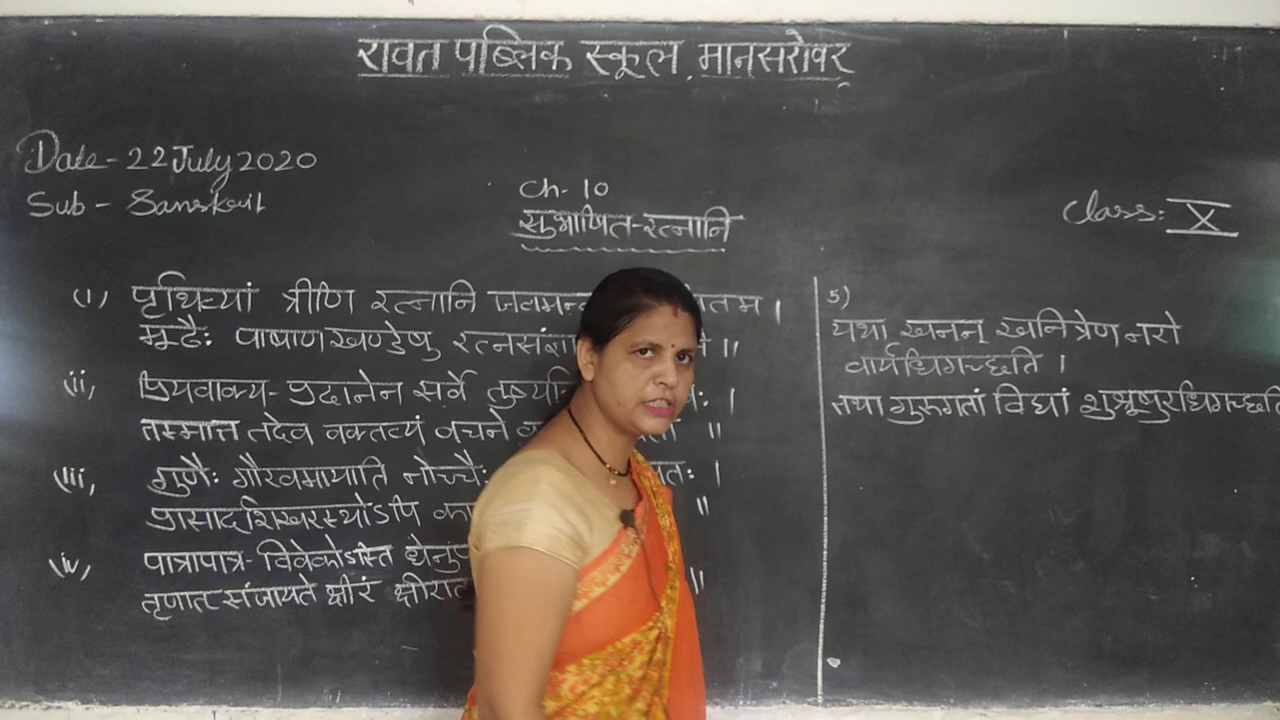 रावत पब्लिक स्कूल, मानसरोवर
Date - 22 July 2020
Sub - Sanskrit
Ch - 10
सुभाषित-रत्नानि
Class: X
(i) पृथिव्यां त्रीणि रत्नानि जलमन्न
मूढैः पाषाणखण्डेषु रत्नसंज्ञा ॥
(ii) प्रियवाक्य-प्रदानेन सर्वे तुष्यन्ति ।
तस्मात्त तदेव वक्तव्यं वचने ॥
(iii) गुणैः गौरवमायाति नोच्चैः तः ।
प्रासादशिखरस्थोऽपि का ॥
(iv) पात्रापात्र-विवेकोऽस्ति धेनुप
तृणात्संजायते क्षीरं क्षीरात ॥
5)
यथा खनन् खनित्रेण नरो
वार्यधिगच्छति ।
तथा गुरुगतां विद्यां शुश्रूषुरधिगच्छति